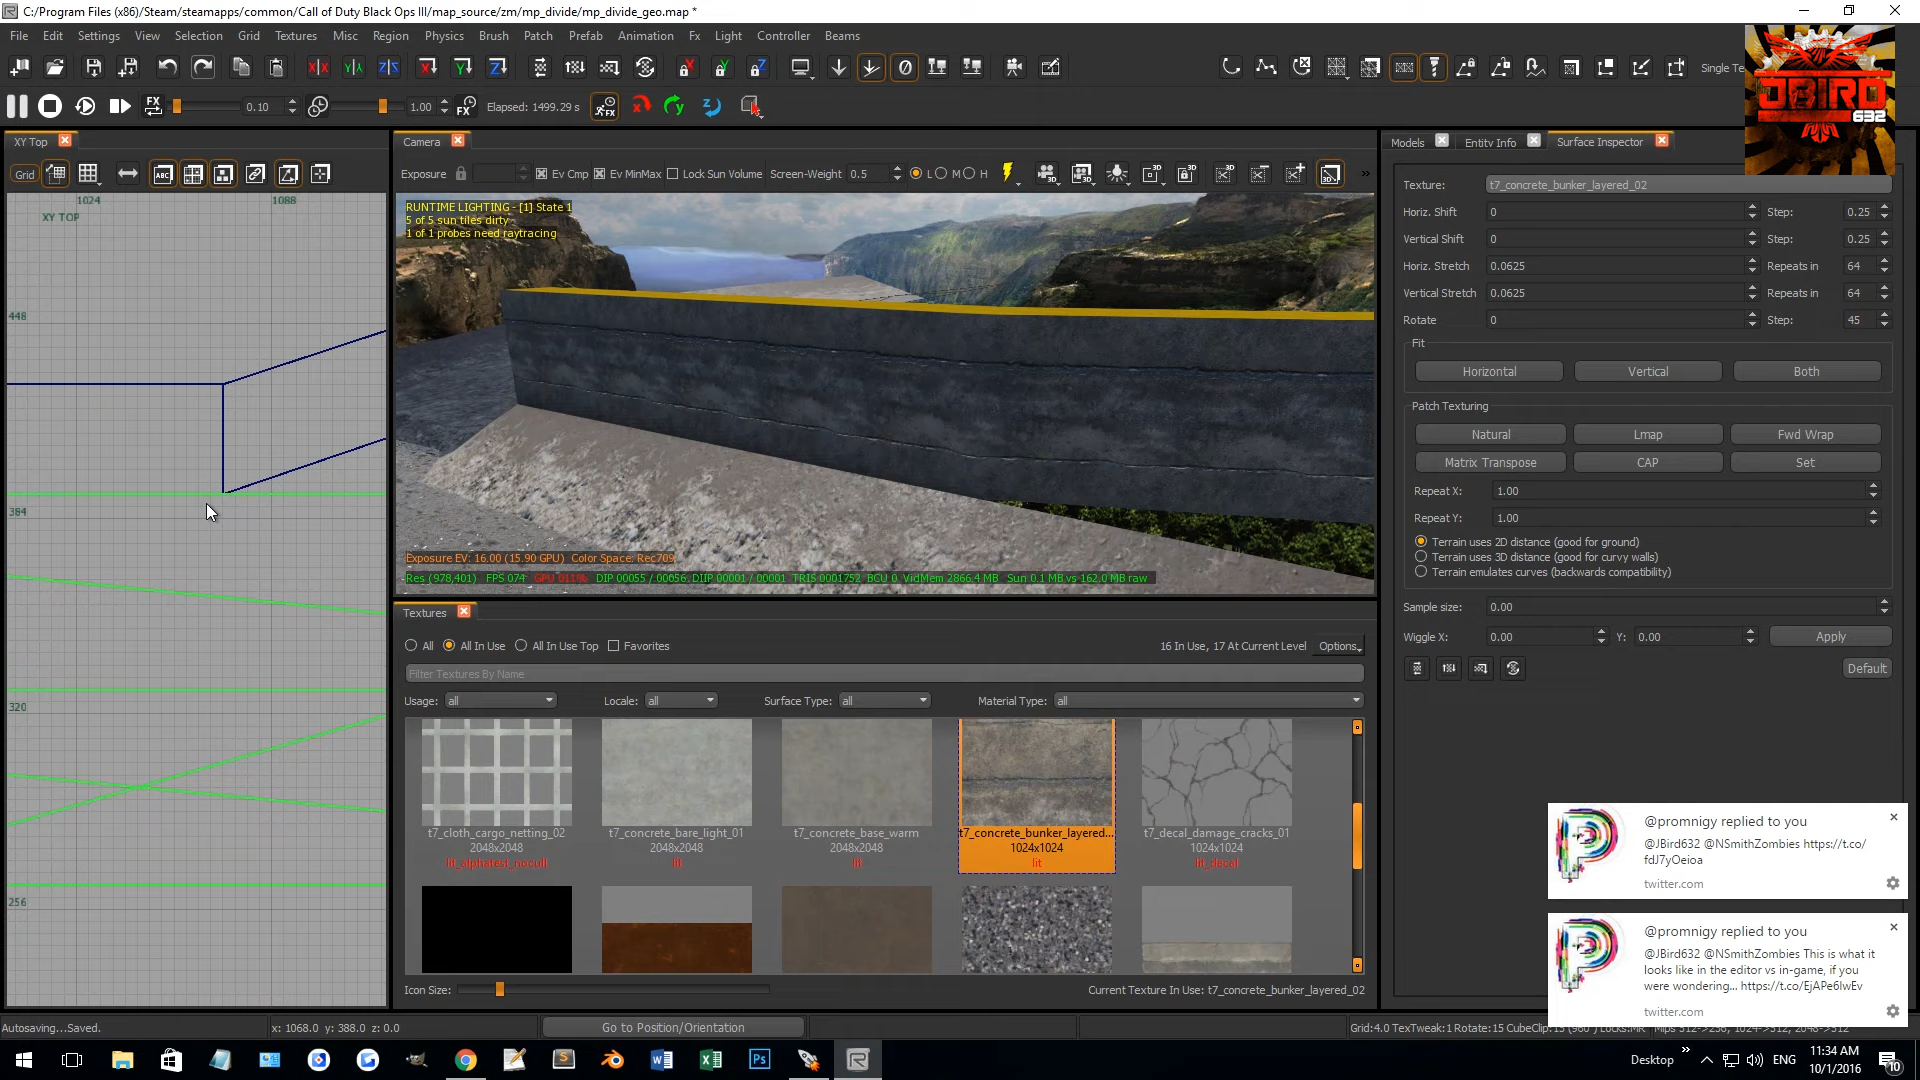 C:/Program Files (x86)/Steam/steamapps/common/Call of Duty Black Ops III/map_source/zm/mp_divide/mp_divide_geo.map *
File Edit Settings View Selection Grid Textures Misc Region Physics Brush Patch Prefab Animation Fx Light Controller Beams
Single Te
FX 0.10 1.00 FX Elapsed: 1499.29 s
JBIRD
632
XY Top
Camera
Models Entity Info Surface Inspector
Grid ABC
Exposure Ev Cmp Ev MinMax Lock Sun Volume Screen-Weight 0.5 L M H
1024 1088
XY TOP
448
384
320
256
RUNTIME LIGHTING - [1] State 1
5 of 5 sun tiles dirty
1 of 1 probes need raytracing
Exposure EV: 16.00 (15.90 GPU) Color Space: Rec709
Res (978,401) FPS 074 GPU 011% DIP 00055 / 00056, DIIP 00001 / 00001 TRIS 0001752 BCU 0, VidMem 2866.4 MB Sun 0.1 MB vs 162.0 MB raw
Texture: t7_concrete_bunker_layered_02
Horiz. Shift 0 Step: 0.25
Vertical Shift 0 Step: 0.25
Horiz. Stretch 0.0625 Repeats in 64
Vertical Stretch 0.0625 Repeats in 64
Rotate 0 Step: 45
Fit
Horizontal Vertical Both
Patch Texturing
Natural Lmap Fwd Wrap
Matrix Transpose CAP Set
Repeat X: 1.00
Repeat Y: 1.00
Terrain uses 2D distance (good for ground)
Terrain uses 3D distance (good for curvy walls)
Terrain emulates curves (backwards compatibility)
Sample size: 0.00
Wiggle X: 0.00 Y: 0.00 Apply
Default
Textures
All All In Use All In Use Top Favorites 16 In Use, 17 At Current Level Options
Filter Textures By Name
Usage: all Locale: all Surface Type: all Material Type: all
t7_cloth_cargo_netting_02
2048x2048
lit_alphatest_nocull
t7_concrete_bare_light_01
2048x2048
lit
t7_concrete_base_warm
2048x2048
lit
t7_concrete_bunker_layered...
1024x1024
lit
t7_decal_damage_cracks_01
1024x1024
lit_decal
Icon Size: Current Texture In Use: t7_concrete_bunker_layered_02
@promnigy replied to you
@JBird632 @NSmithZombies https://t.co/
fdJ7yOeioa
twitter.com
@promnigy replied to you
@JBird632 @NSmithZombies This is what it
looks like in the editor vs in-game, if you
were wondering... https://t.co/EjAPe6lwEv
twitter.com
Autosaving...Saved. x: 1068.0 y: 388.0 z: 0.0 Go to Position/Orientation
Desktop ENG 11:34 AM
10/1/2016
10